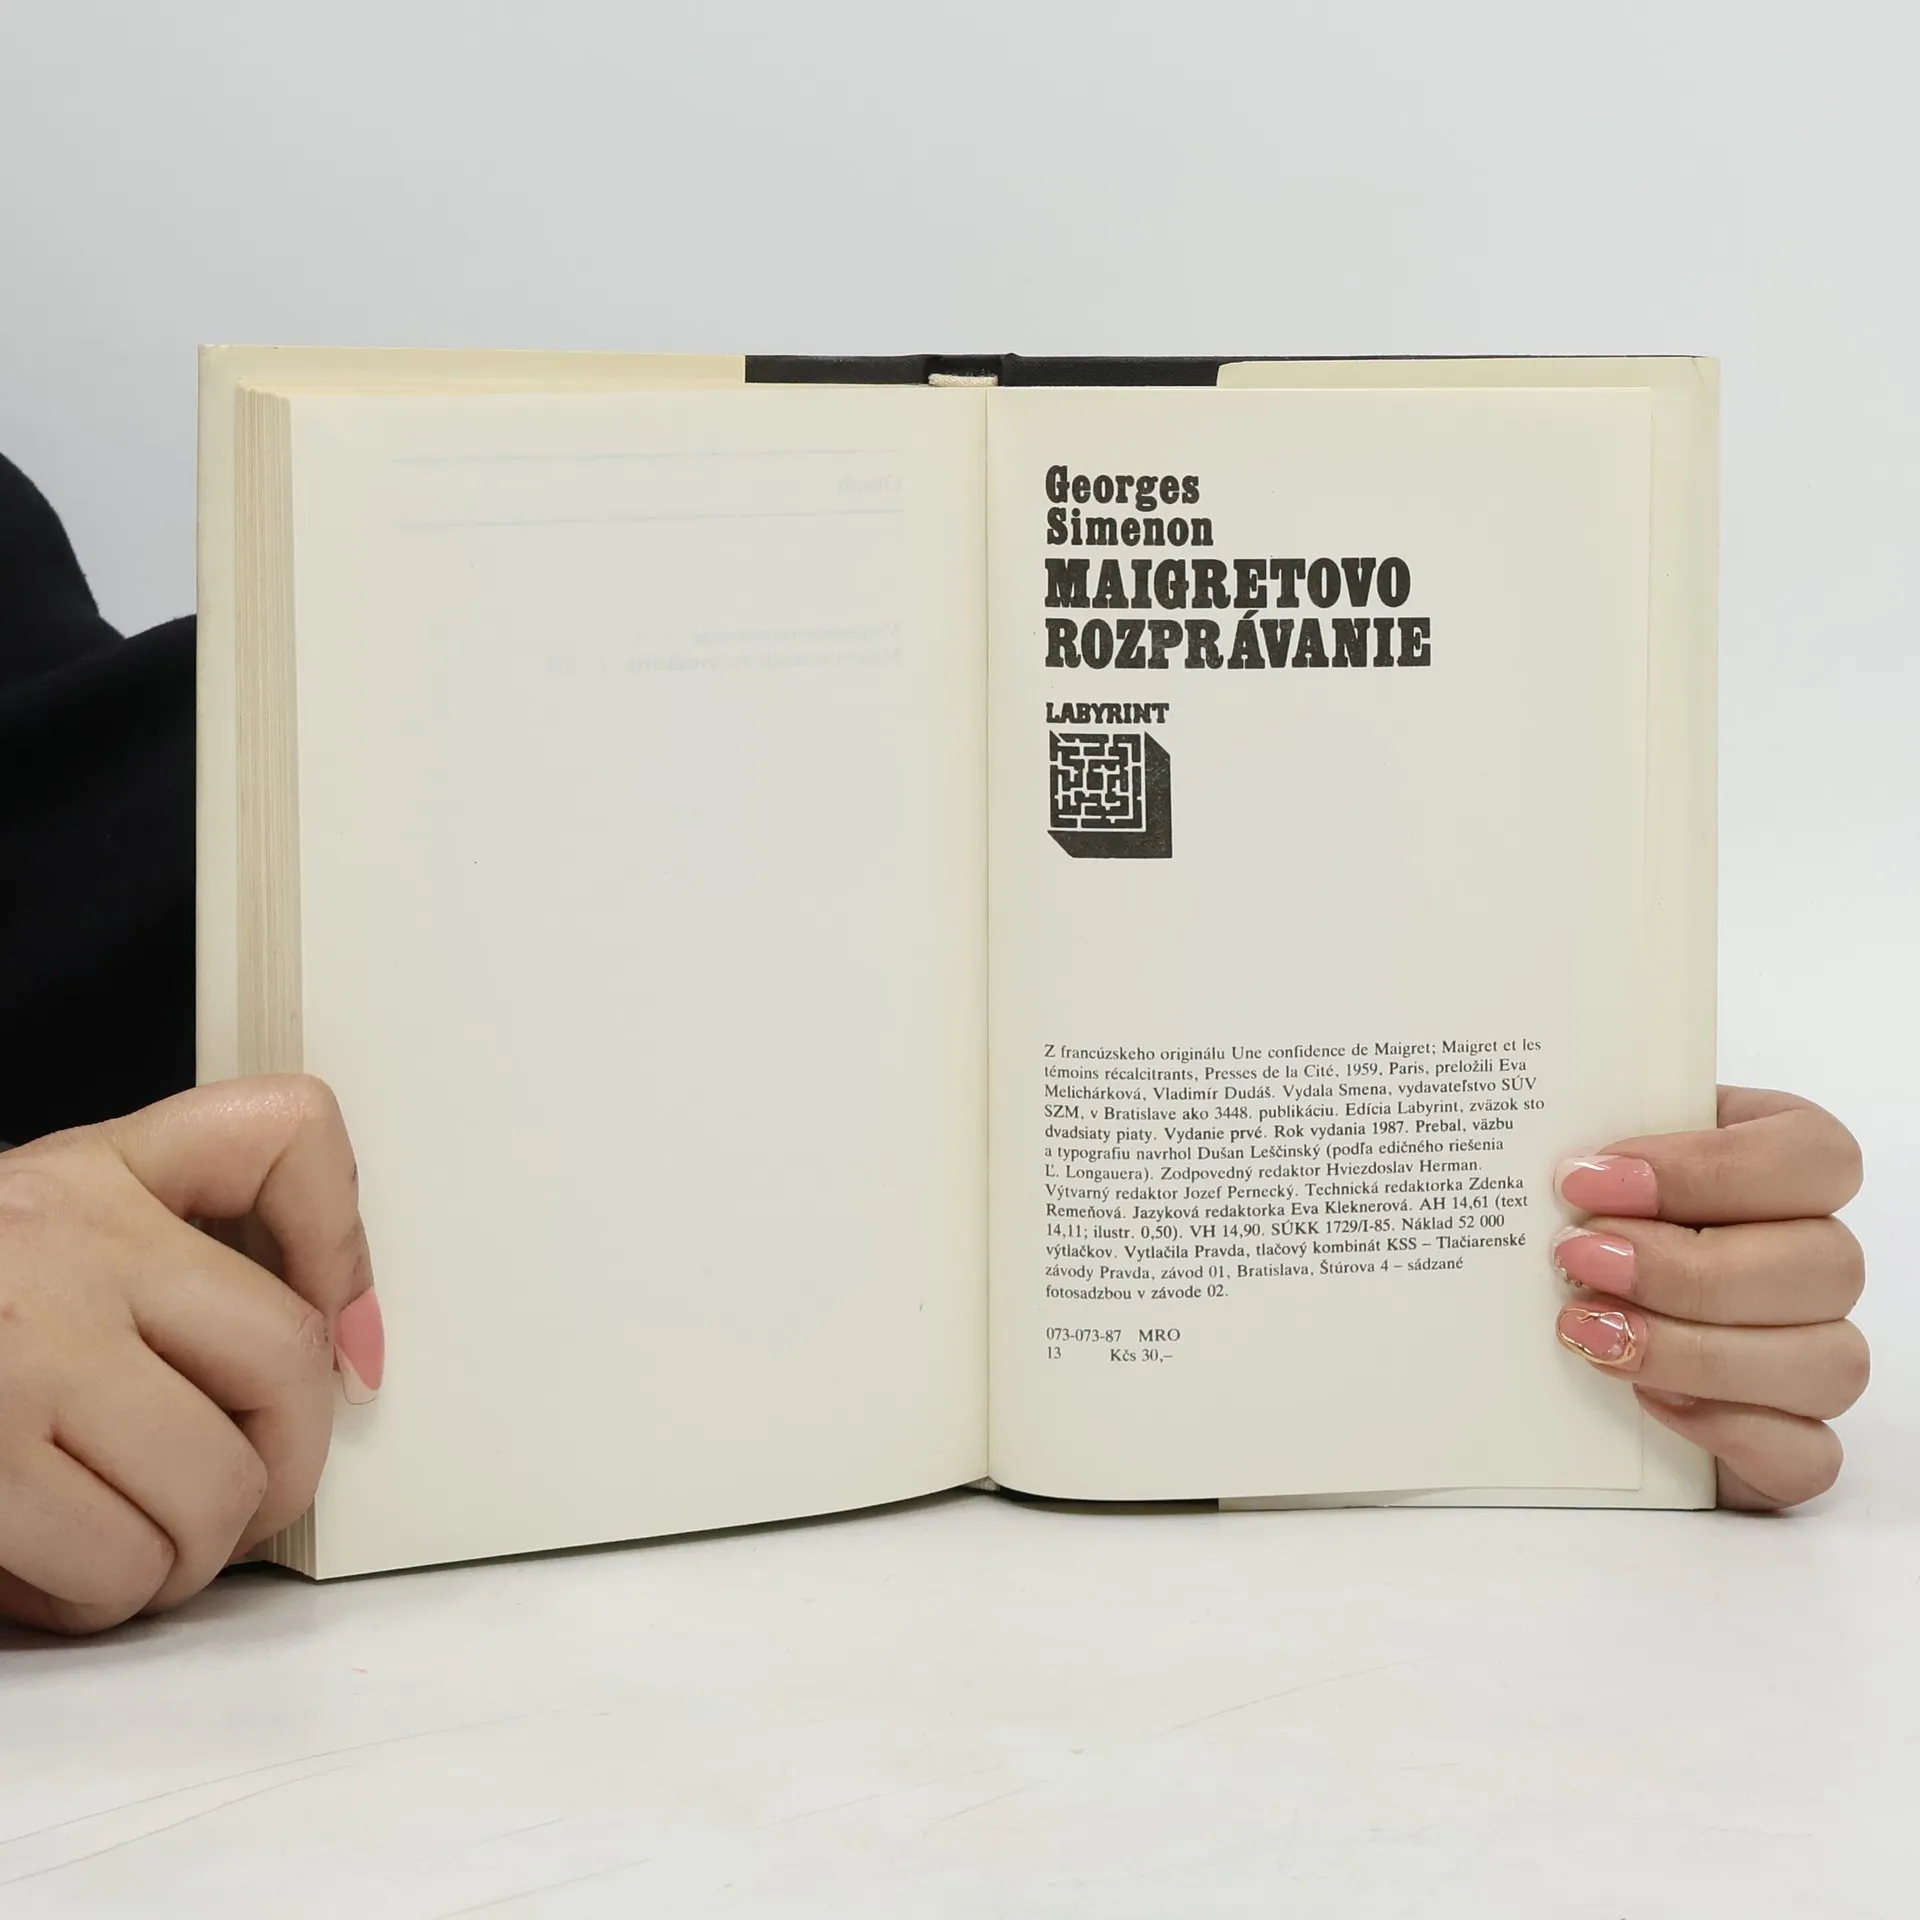 Georges
Simenon
MAIGRETOVO
ROZPRÁVANIE
LABYRINT
Z francúzskeho originálu Une confidence de Maigret; Maigret et les
témoins récalcitrants, Presses de la Cité, 1959, Paris, preložili Eva
Melichárková, Vladimír Dudáš. Vydala Smena, vydavateľstvo SÚV
SZM, v Bratislave ako 3448. publikáciu. Edícia Labyrint, zväzok sto
dvadsiaty piaty. Vydanie prvé. Rok vydania 1987. Prebal, väzbu
a typografiu navrhol Dušan Leščinský (podľa edičného riešenia
Ľ. Longauera). Zodpovedný redaktor Hviezdoslav Herman.
Výtvarný redaktor Jozef Pernecký. Technická redaktorka Zdenka
Remeňová. Jazyková redaktorka Eva Kleknerová. AH 14,61 (text
14,11; ilustr. 0,50). VH 14,90. SÚKK 1729/I-85. Náklad 52 000
výtlačkov. Vytlačila Pravda, tlačový kombinát KSS – Tlačiarenské
závody Pravda, závod 01, Bratislava, Štúrova 4 – sádzané
fotosadzbou v závode 02.
073-073-87 MRO
13 Kčs 30,–